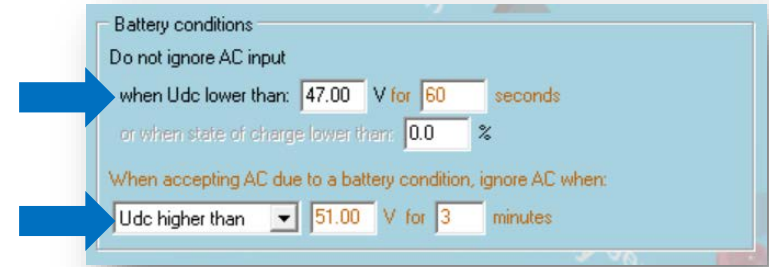 Battery conditions
Do not ignore AC input
when Udc lower than: 47.00 V for 60 seconds
or when state of charge lower than: 0.0 %
When accepting AC due to a battery condition, ignore AC when:
Udc higher than 51.00 V for 3 minutes